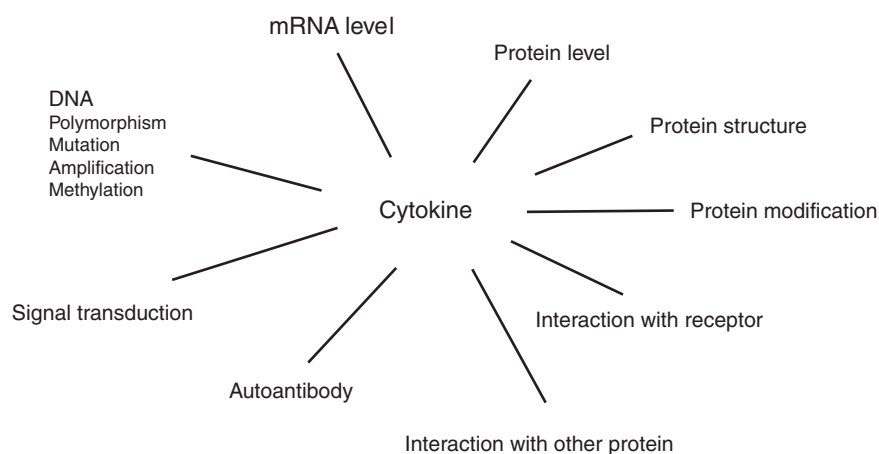 mRNA level
Protein level
DNA
Polymorphism
Mutation
Amplification
Methylation
Protein structure
Cytokine
Protein modification
Signal transduction
Interaction with receptor
Autoantibody
Interaction with other protein